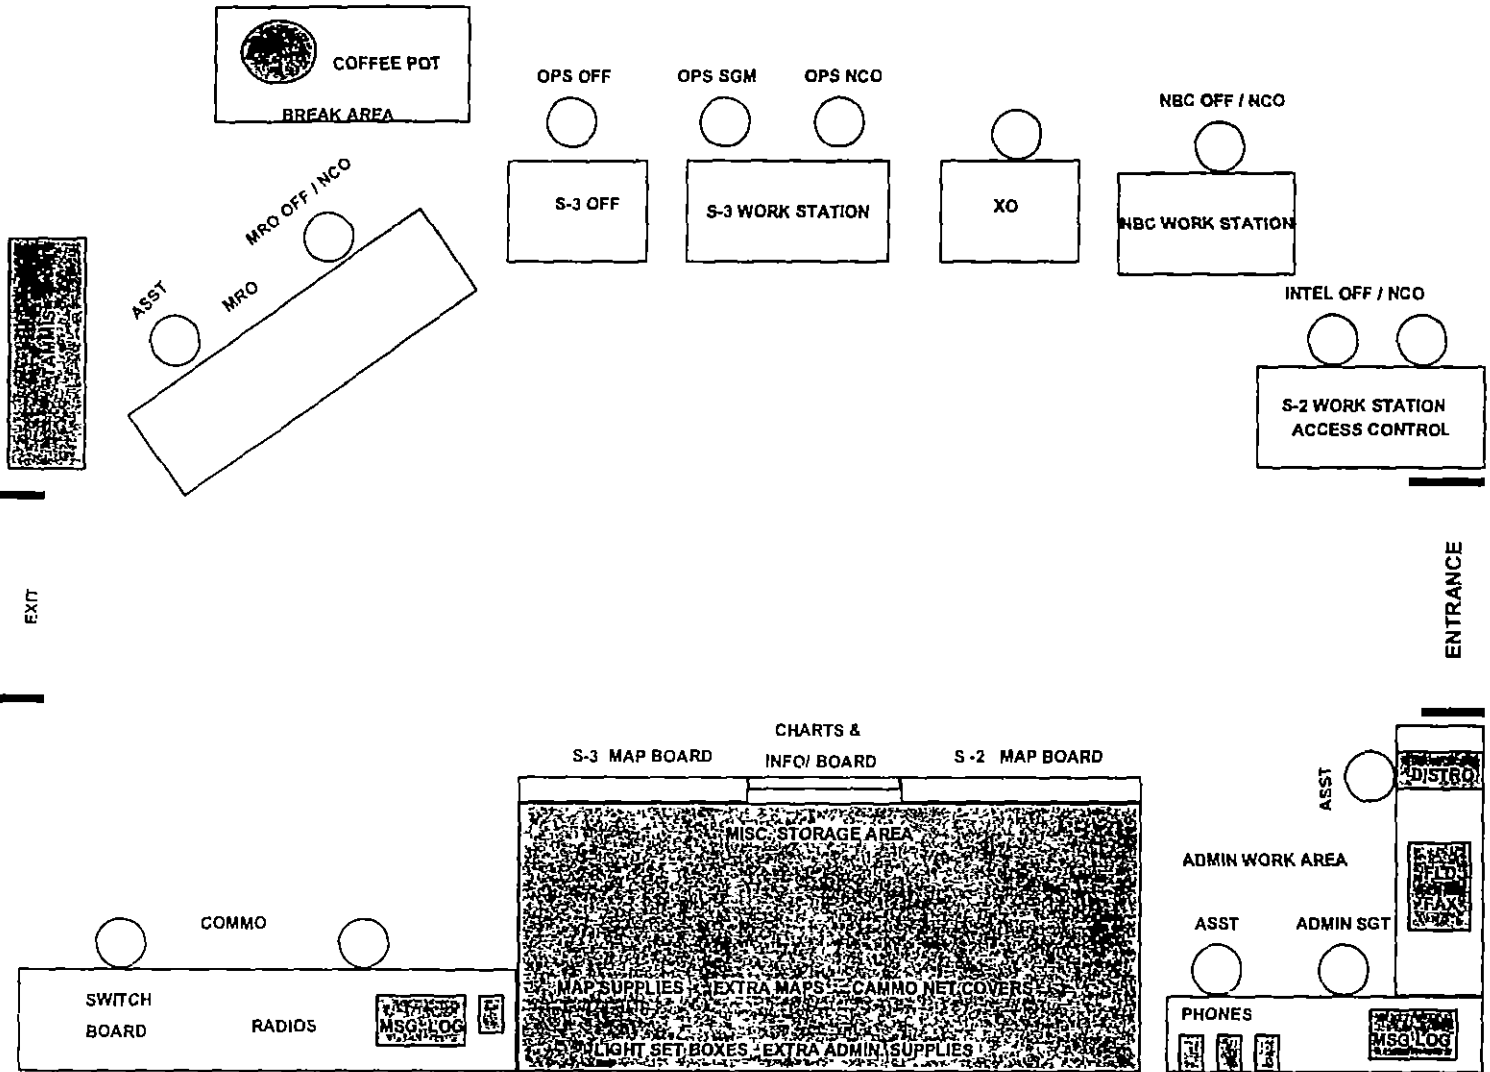 COFFEE POT
BREAK AREA
OPS OFF
OPS SGM
OPS NCO
NBC OFF / NCO
S-3 OFF
S-3 WORK STATION
XO
NBC WORK STATION
MRO OFF / NCO
ASST
MRO
TAMMIS
INTEL OFF / NCO
S-2 WORK STATION
ACCESS CONTROL
EXIT
ENTRANCE
S-3 MAP BOARD
CHARTS &
INFO/ BOARD
S -2 MAP BOARD
MISC. STORAGE AREA
MAP SUPPLIES - EXTRA MAPS - CAMMO NET COVERS
LIGHT SET BOXES - EXTRA ADMIN. SUPPLIES
COMMO
SWITCH
BOARD
RADIOS
MSG LOG
ASST
DISTRO
ADMIN WORK AREA
FLD
FAX
ASST
ADMIN SGT
PHONES
MSG LOG